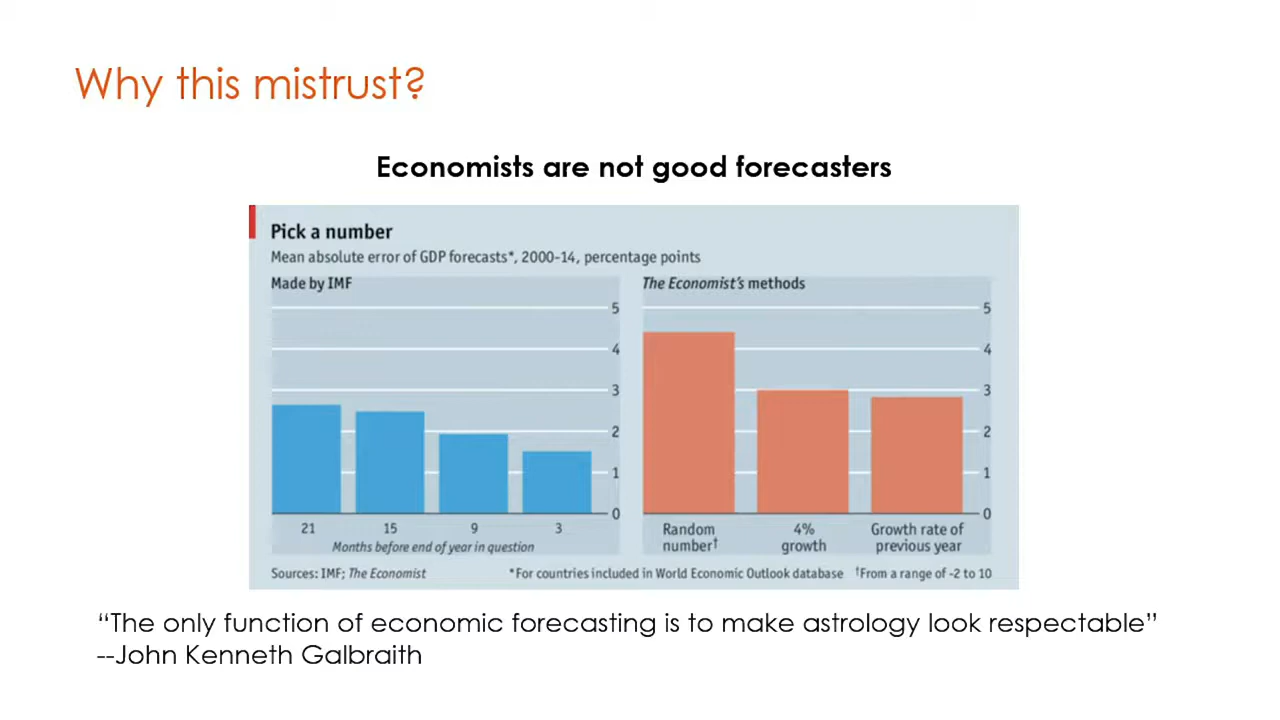 Why this mistrust?
Economists are not good forecasters
Pick a number
Mean absolute error of GDP forecasts*, 2000-14, percentage points
Made by IMF
5
4
3
2
1
0
21 15 9 3
Months before end of year in question
The Economist's methods
5
4
3
2
1
0
Random number† 4% growth Growth rate of previous year
Sources: IMF; The Economist
*For countries included in World Economic Outlook database †From a range of -2 to 10
“The only function of economic forecasting is to make astrology look respectable”
--John Kenneth Galbraith